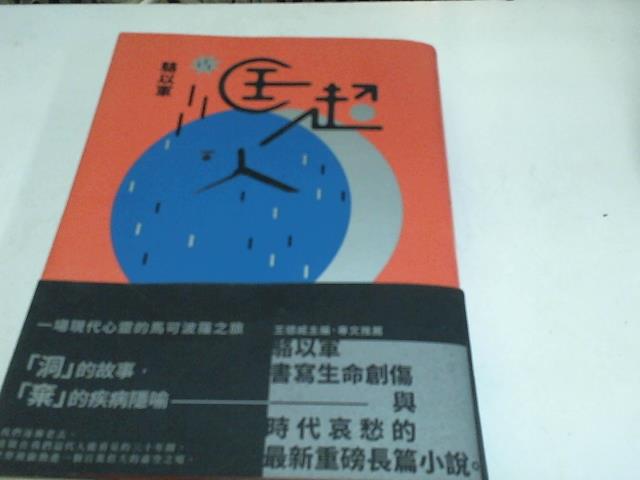 駱以軍
匡超人
一場現代心靈的馬可波羅之旅
「洞」的故事，
「棄」的疾病隱喻
王德威主編・專文推薦
駱以軍
書寫生命創傷
與
時代哀愁的
最新重磅長篇小說。